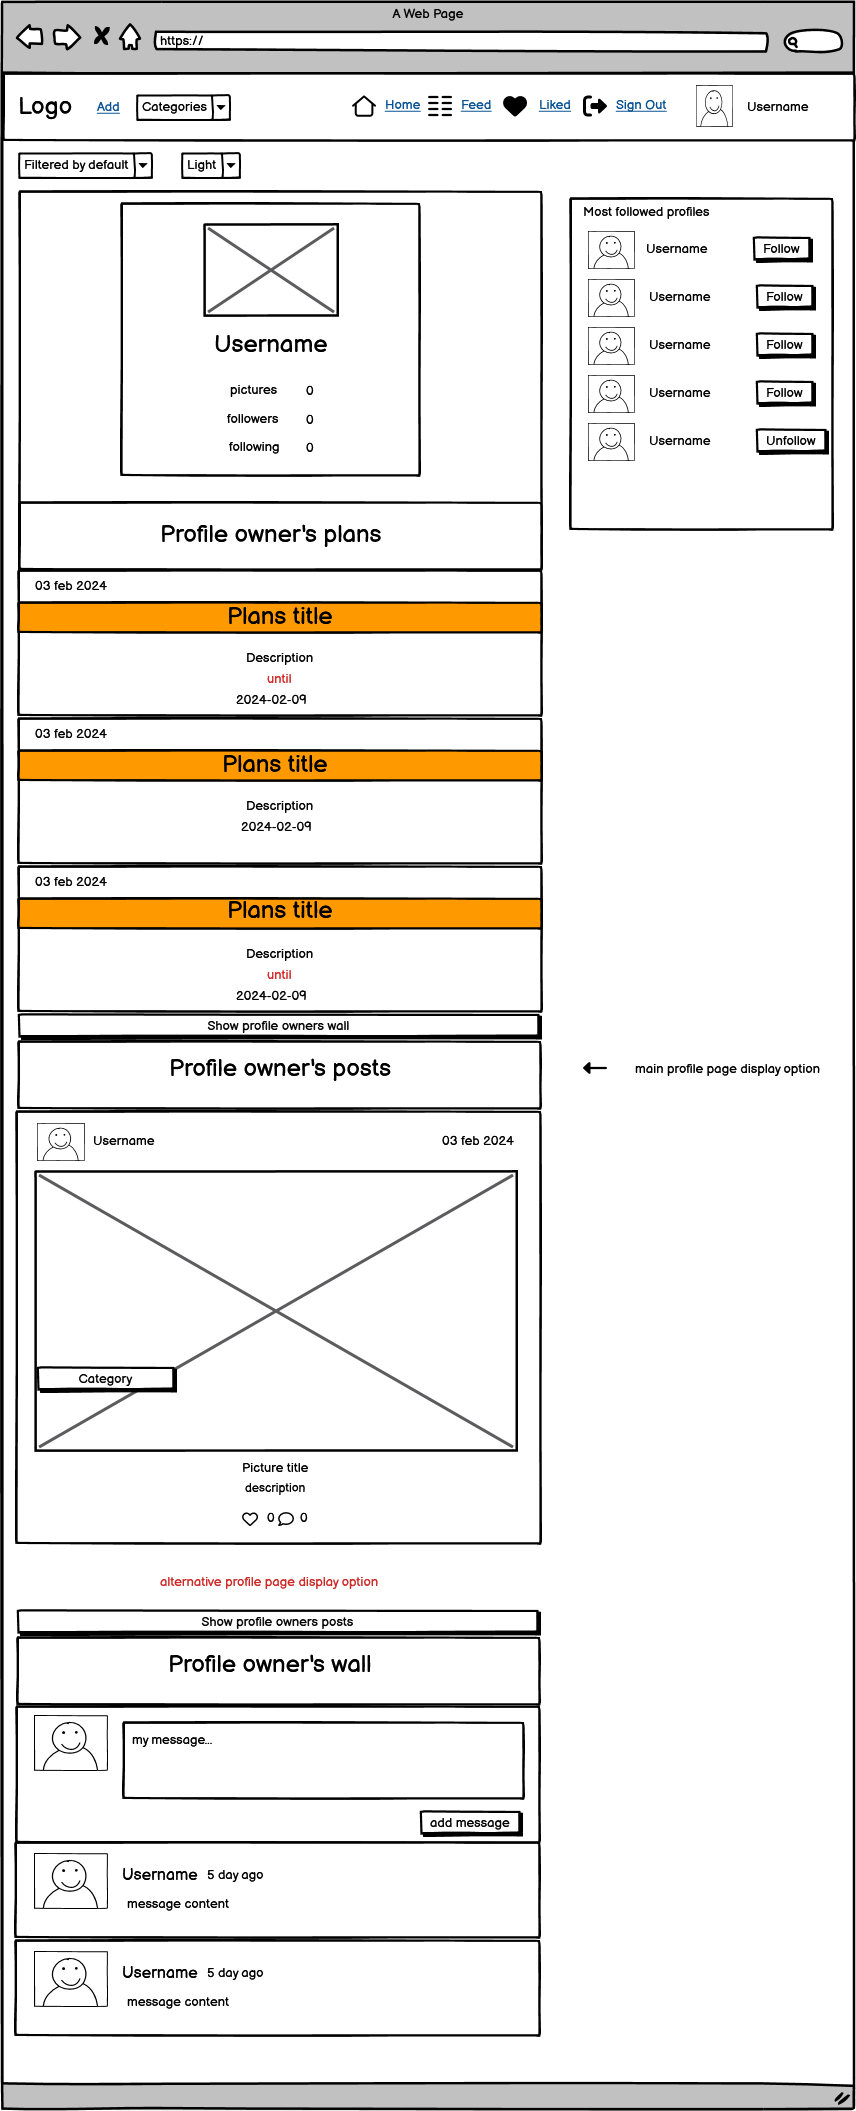 A Web Page
https://
Logo Add Categories Home Feed Liked Sign Out Username
Filtered by default Light
Username
pictures 0
followers 0
following 0
Most followed profiles
Username Follow
Username Follow
Username Follow
Username Follow
Username Unfollow
Profile owner's plans
03 feb 2024
Plans title
Description
until
2024-02-09
03 feb 2024
Plans title
Description
2024-02-09
03 feb 2024
Plans title
Description
until
2024-02-09
Show profile owners wall
Profile owner's posts
main profile page display option
Username 03 feb 2024
Category
Picture title
description
0 0
alternative profile page display option
Show profile owners posts
Profile owner's wall
my message...
add message
Username 5 day ago
message content
Username 5 day ago
message content